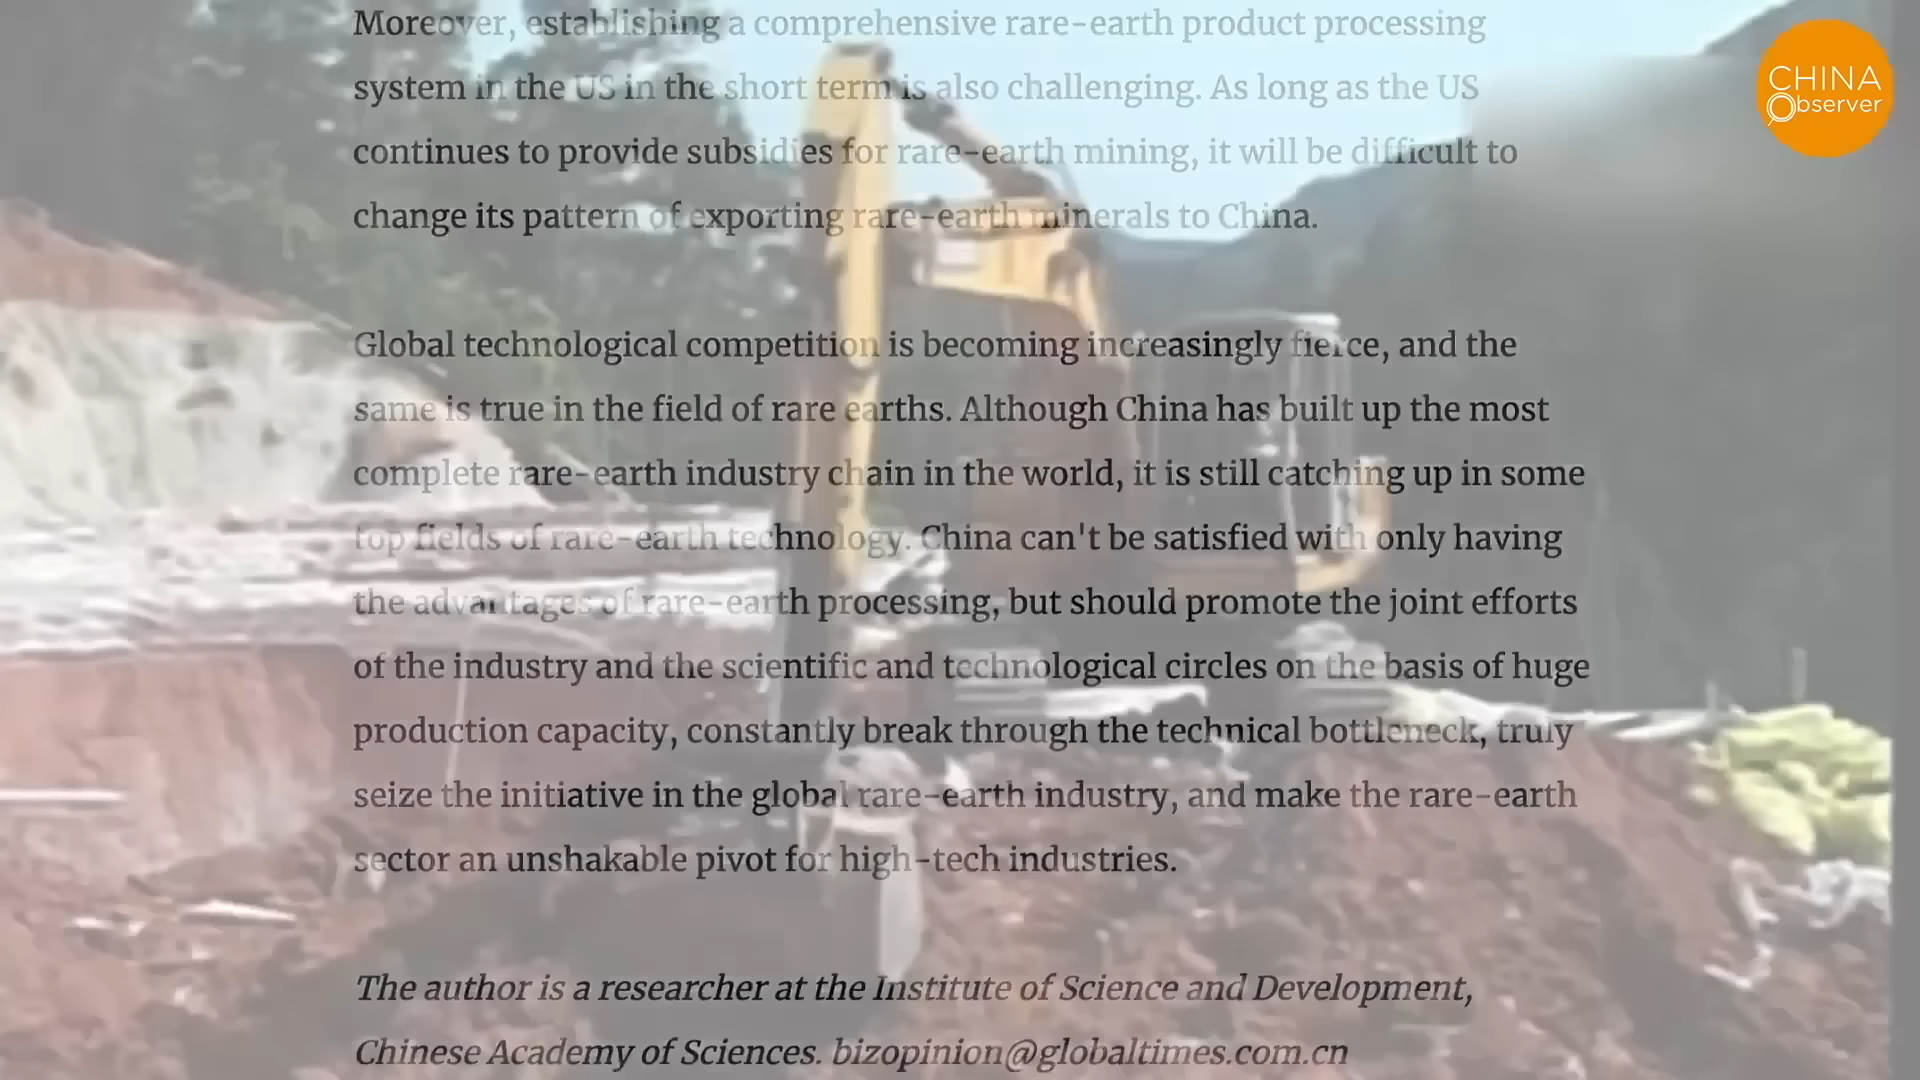 Moreover, establishing a comprehensive rare-earth product processing
system in the US in the short term is also challenging. As long as the US
continues to provide subsidies for rare-earth mining, it will be difficult to
change its pattern of exporting rare-earth minerals to China.
Global technological competition is becoming increasingly fierce, and the
same is true in the field of rare earths. Although China has built up the most
complete rare-earth industry chain in the world, it is still catching up in some
top fields of rare-earth technology. China can't be satisfied with only having
the advantages of rare-earth processing, but should promote the joint efforts
of the industry and the scientific and technological circles on the basis of huge
production capacity, constantly break through the technical bottleneck, truly
seize the initiative in the global rare-earth industry, and make the rare-earth
sector an unshakable pivot for high-tech industries.
The author is a researcher at the Institute of Science and Development,
Chinese Academy of Sciences. bizopinion@globaltimes.com.cn
CHINA
Observer